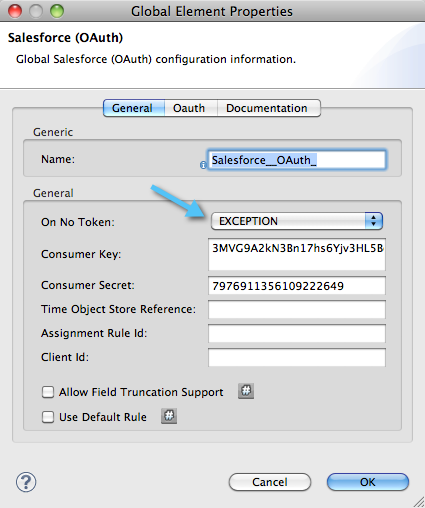 Global Element Properties
Salesforce (OAuth)
Global Salesforce (OAuth) configuration information.
General Oauth Documentation
Generic
Name: Salesforce__OAuth_
General
On No Token: EXCEPTION
Consumer Key: 3MVG9A2kN3Bn17hs6Yjv3HL5B
Consumer Secret: 7976911356109222649
Time Object Store Reference:
Assignment Rule Id:
Client Id:
Allow Field Truncation Support #
Use Default Rule #
? Cancel OK